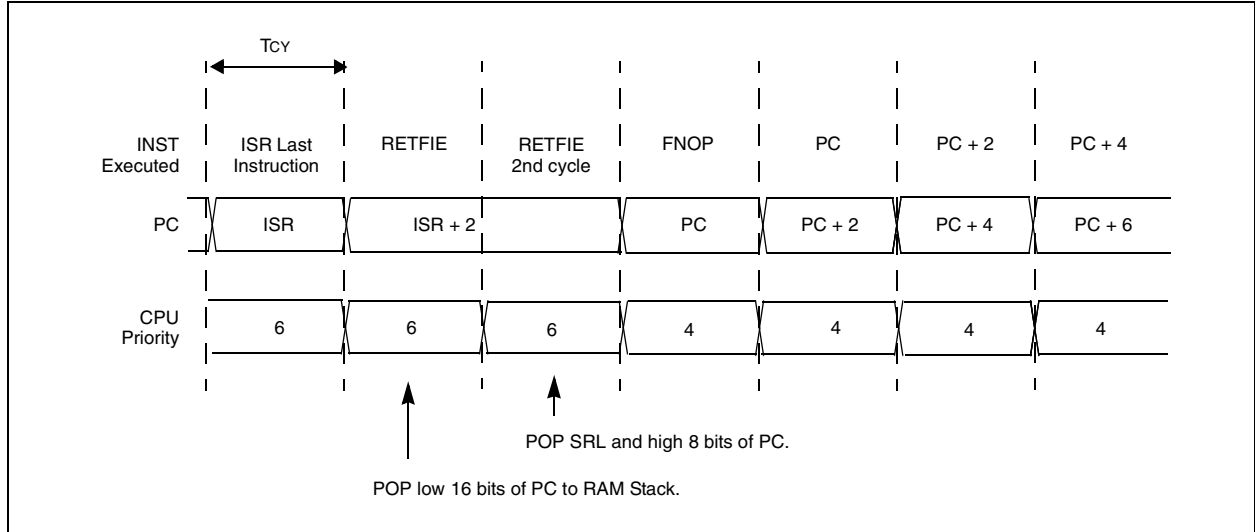 TCY
INST
Executed
ISR Last
Instruction
RETFIE
RETFIE
2nd cycle
FNOP
PC
PC + 2
PC + 4
PC
ISR
ISR + 2
PC
PC + 2
PC + 4
PC + 6
CPU
Priority
6
6
6
4
4
4
4
POP SRL and high 8 bits of PC.
POP low 16 bits of PC to RAM Stack.